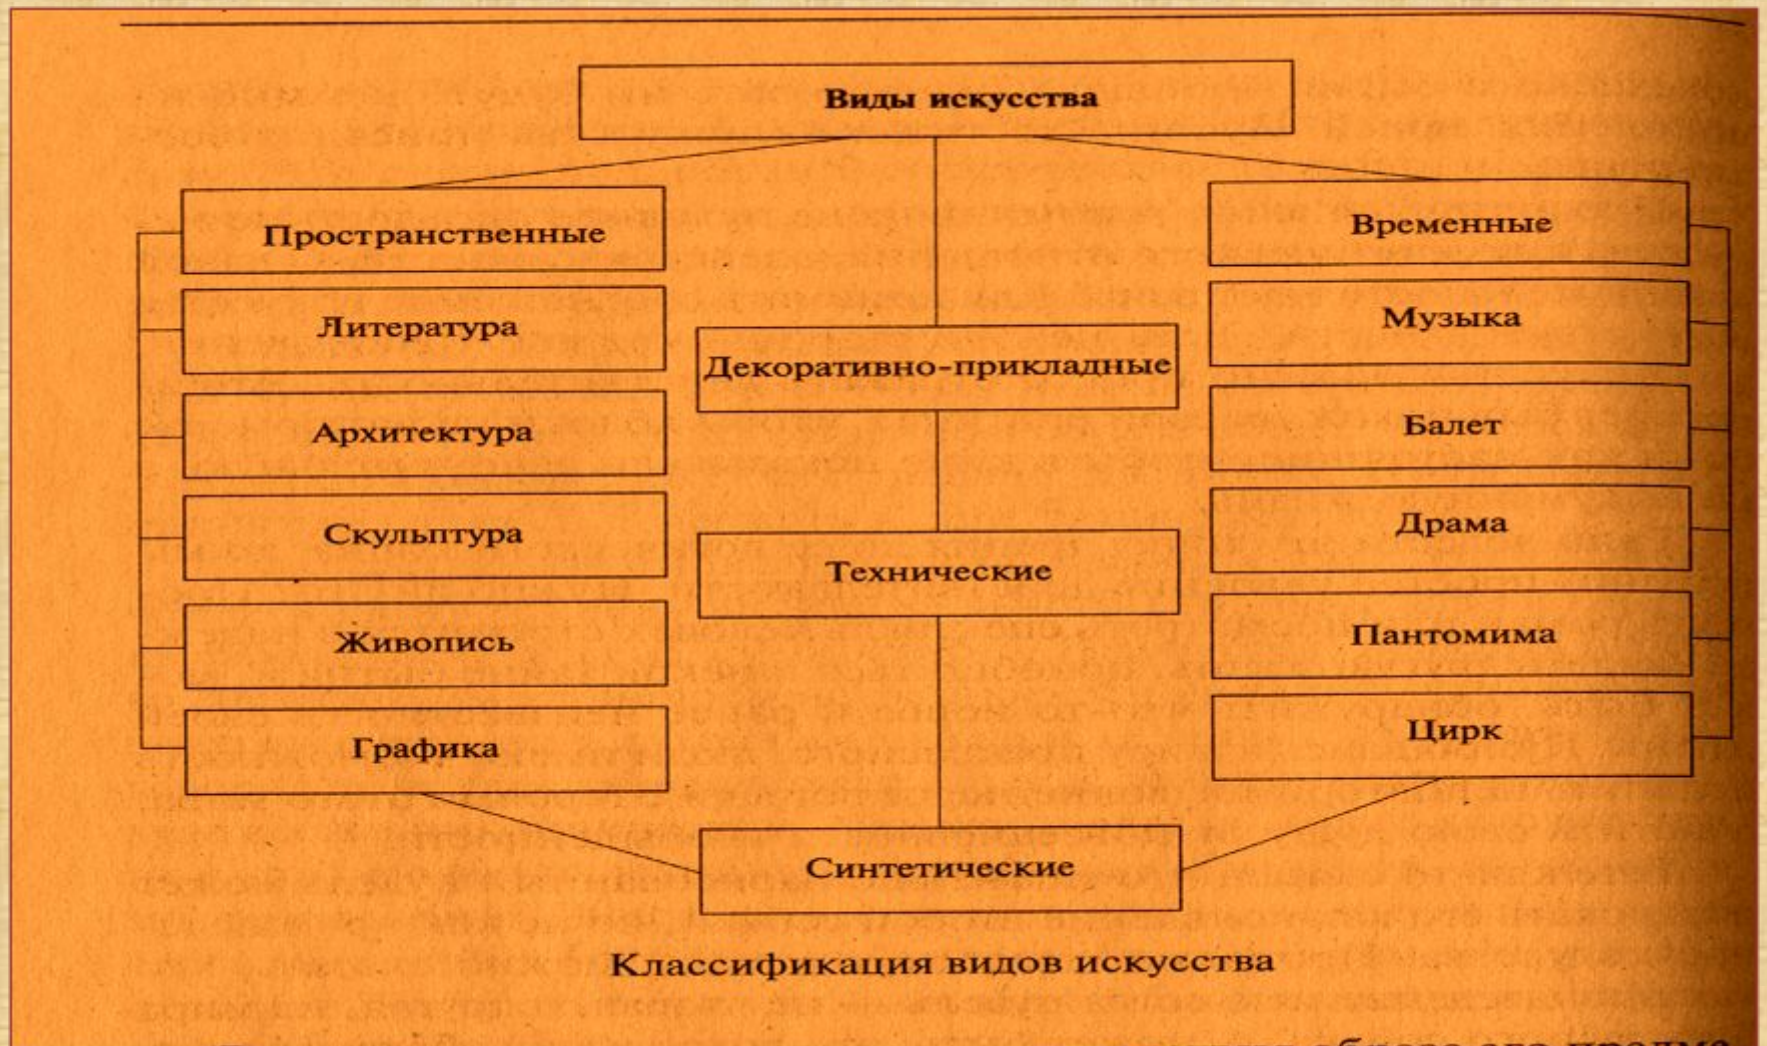 Виды искусства
Пространственные
Литература
Архитектура
Скульптура
Живопись
Графика
Декоративно-прикладные
Технические
Синтетические
Временные
Музыка
Балет
Драма
Пантомима
Цирк
Классификация видов искусства